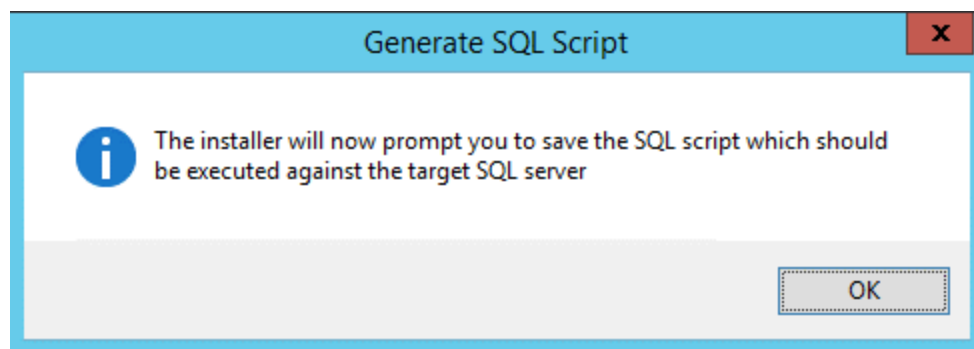 Generate SQL Script
x
The installer will now prompt you to save the SQL script which should
be executed against the target SQL server
OK